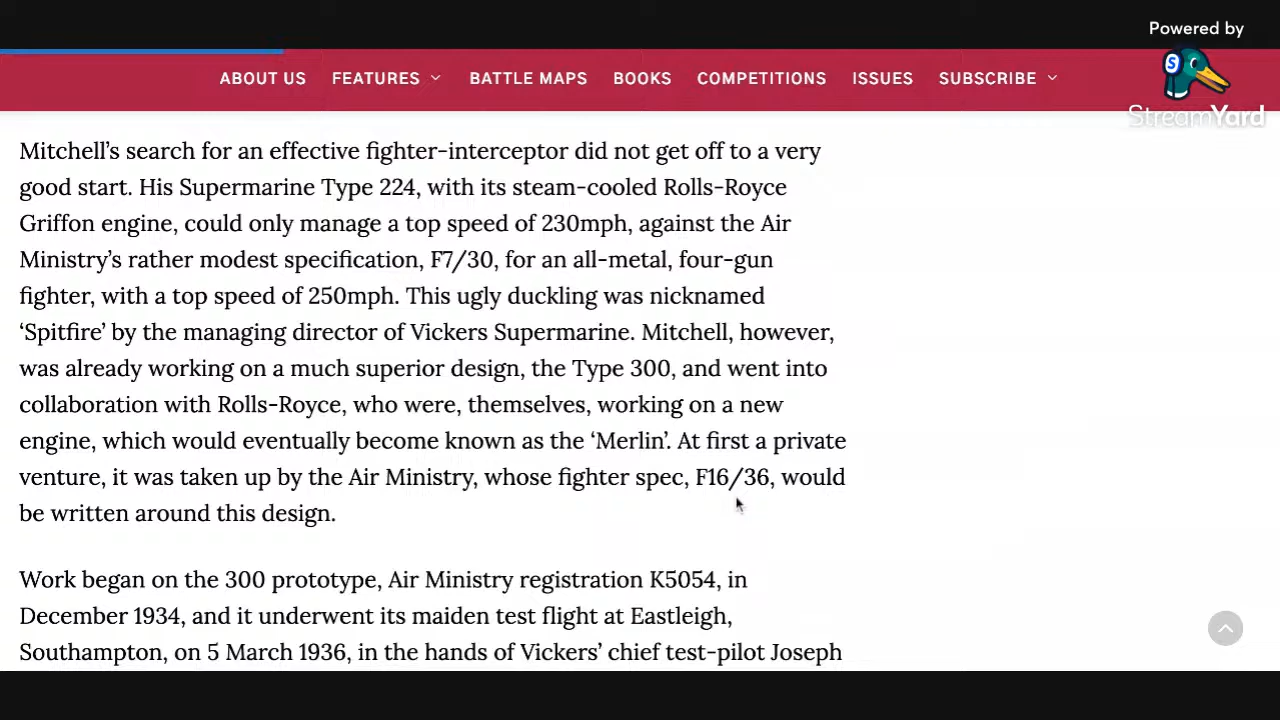 Powered by
ABOUT US FEATURES BATTLE MAPS BOOKS COMPETITIONS ISSUES SUBSCRIBE
S
StreamYard
Mitchell’s search for an effective fighter-interceptor did not get off to a very
good start. His Supermarine Type 224, with its steam-cooled Rolls-Royce
Griffon engine, could only manage a top speed of 230mph, against the Air
Ministry’s rather modest specification, F7/30, for an all-metal, four-gun
fighter, with a top speed of 250mph. This ugly duckling was nicknamed
‘Spitfire’ by the managing director of Vickers Supermarine. Mitchell, however,
was already working on a much superior design, the Type 300, and went into
collaboration with Rolls-Royce, who were, themselves, working on a new
engine, which would eventually become known as the ‘Merlin’. At first a private
venture, it was taken up by the Air Ministry, whose fighter spec, F16/36, would
be written around this design.
Work began on the 300 prototype, Air Ministry registration K5054, in
December 1934, and it underwent its maiden test flight at Eastleigh,
Southampton, on 5 March 1936, in the hands of Vickers’ chief test-pilot Joseph